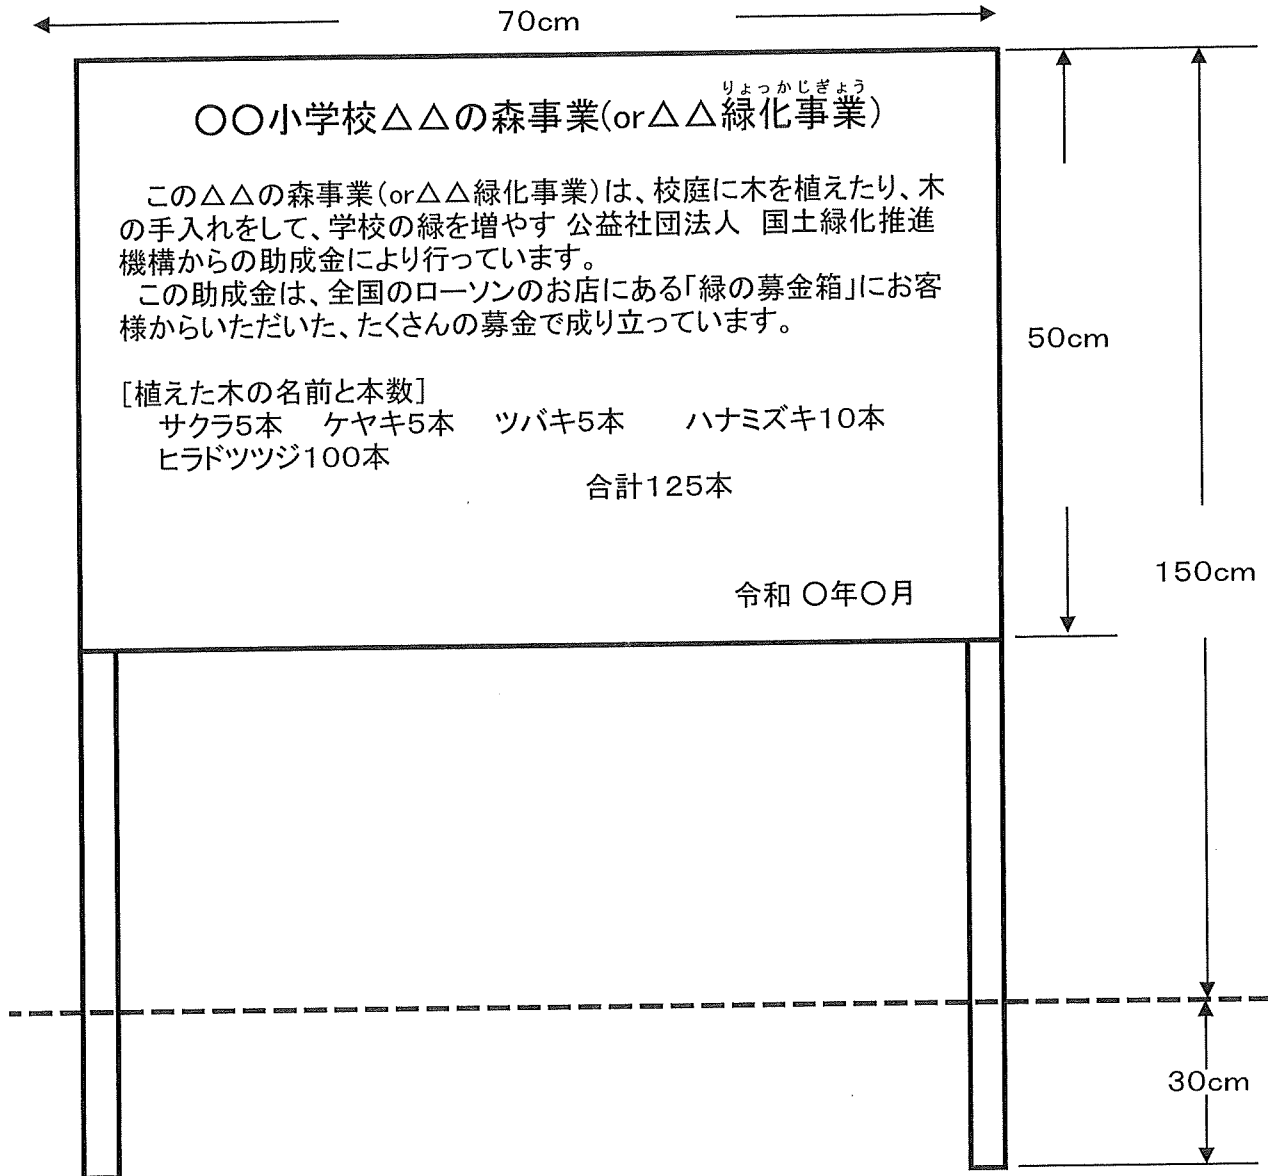 70cm
りょっかじぎょう
〇〇小学校△△の森事業(or△△緑化事業)
この△△の森事業(or△△緑化事業)は、校庭に木を植えたり、木
の手入れをして、学校の緑を増やす 公益社団法人　国土緑化推進
機構からの助成金により行っています。
この助成金は、全国のローソンのお店にある「緑の募金箱」にお客
様からいただいた、たくさんの募金で成り立っています。
50cm
[植えた木の名前と本数]
サクラ5本　ケヤキ5本　ツバキ5本　ハナミズキ10本
ヒラドツツジ100本
合計125本
150cm
令和 〇年〇月
30cm